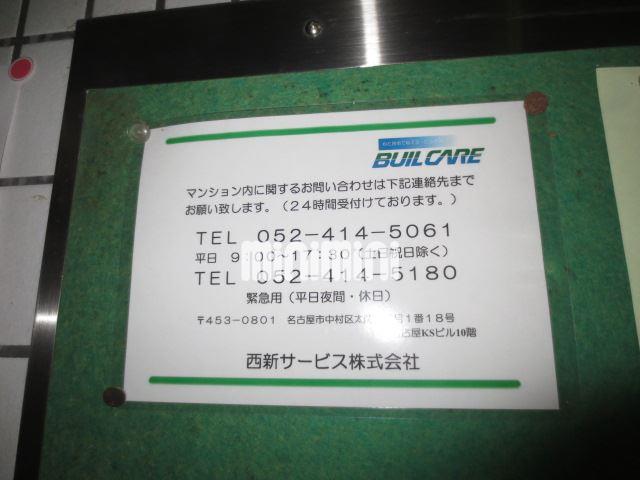 BUILCARE
マンション内に関するお問い合わせは下記連絡先まで
お願い致します。（24時間受付けております。）
TEL 052-414-5061
平日 9:00~17:30(土日祝日除く)
TEL 052-414-5180
緊急用（平日夜間・休日）
〒453-0801 名古屋市中村区太 号1番18号
古屋KSビル10階
西新サービス株式会社
minimini